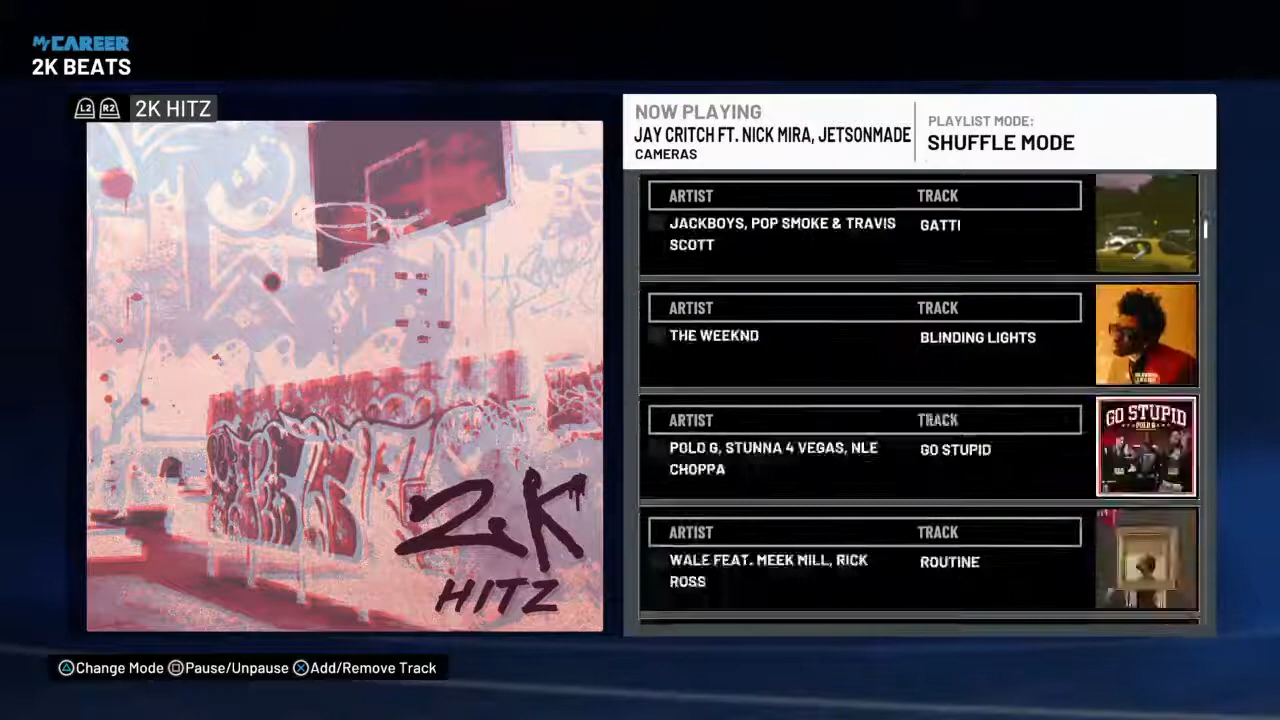 MyCAREER
2K BEATS
L2 R2 2K HITZ
2K
HITZ
NOW PLAYING
JAY CRITCH FT. NICK MIRA, JETSONMADE
CAMERAS
PLAYLIST MODE:
SHUFFLE MODE
ARTIST TRACK
JACKBOYS, POP SMOKE & TRAVIS SCOTT GATTI
ARTIST TRACK
THE WEEKND BLINDING LIGHTS
ARTIST TRACK
POLO G, STUNNA 4 VEGAS, NLE CHOPPA GO STUPID
GO STUPID
POLO G
ARTIST TRACK
WALE FEAT. MEEK MILL, RICK ROSS ROUTINE
Change Mode Pause/Unpause Add/Remove Track